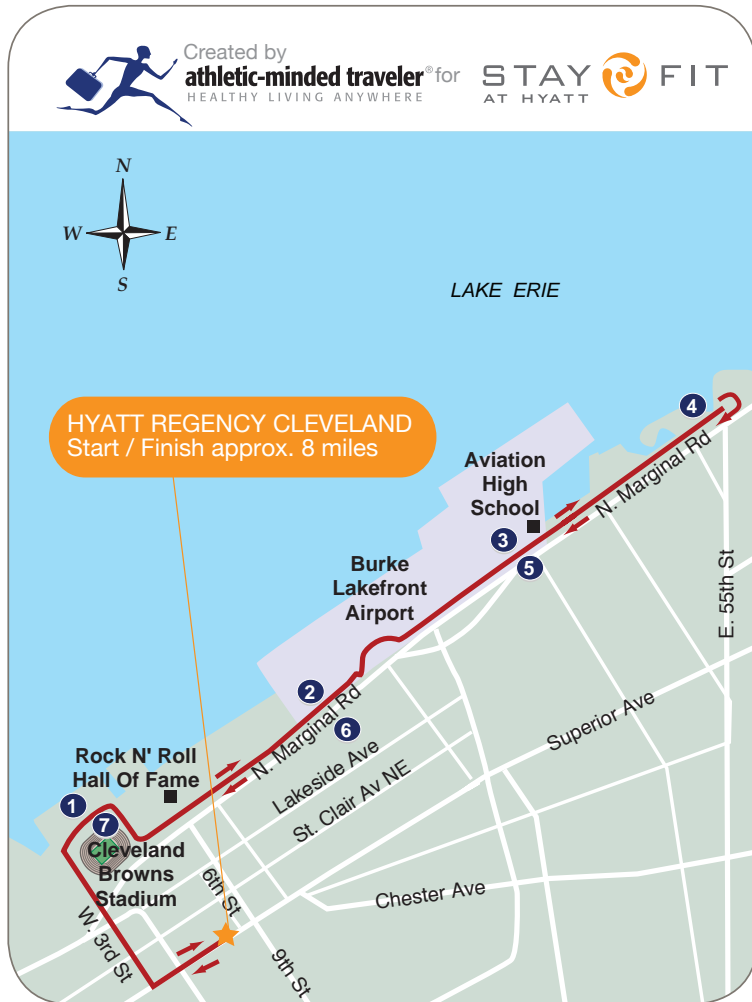 Created by
athletic-minded traveler® for
HEALTHY LIVING ANYWHERE
STAY FIT
AT HYATT
N
W E
S
LAKE ERIE
HYATT REGENCY CLEVELAND
Start / Finish approx. 8 miles
4
Aviation
High
School
N. Marginal Rd
3
5
Burke
Lakefront
Airport
E. 55th St
2
N. Marginal Rd
6
Superior Ave
Lakeside Ave
St. Clair Av NE
Rock N' Roll
Hall Of Fame
1
7
Cleveland
Browns
Stadium
6th St
Chester Ave
W. 3rd St
9th St